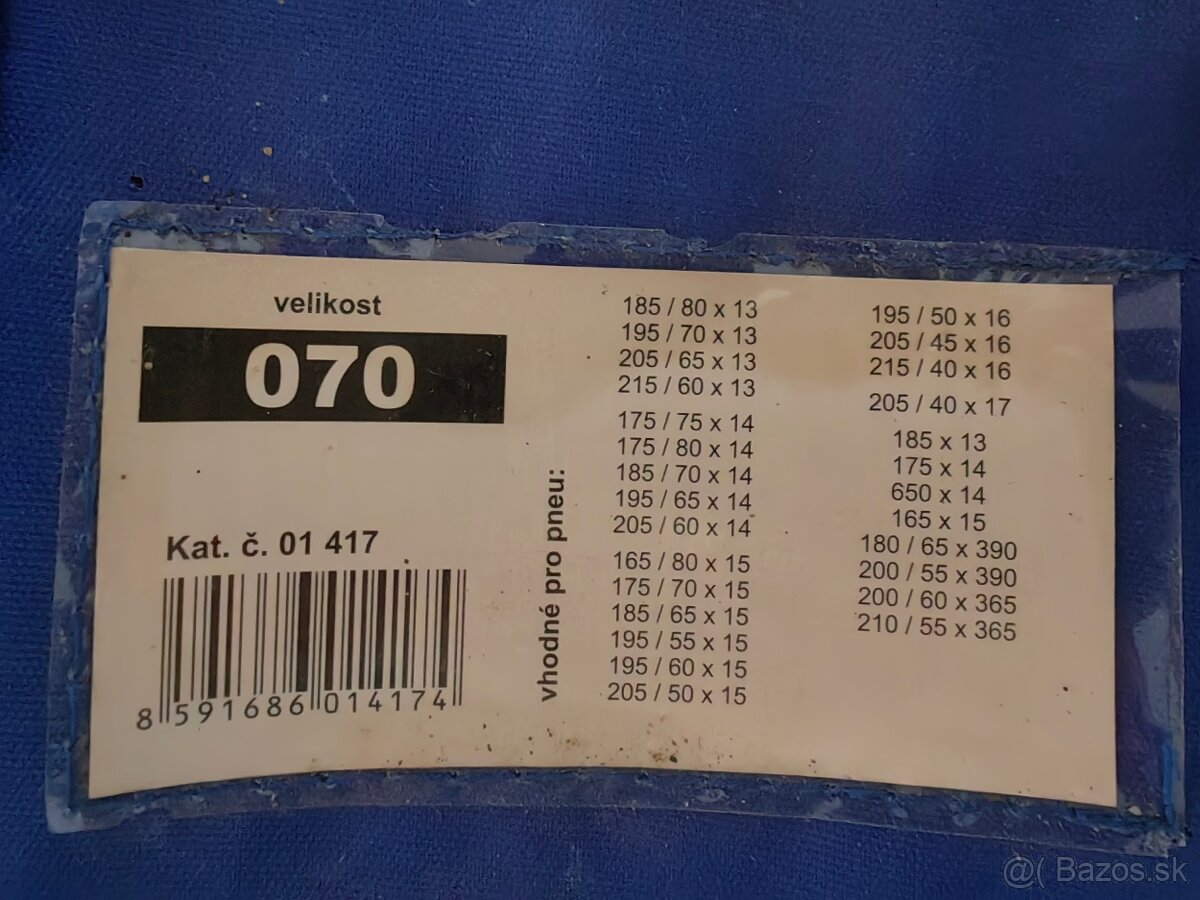 velikost
070
Kat. č. 01 417
8 591686 014174
vhodné pro pneu:
185 / 80 x 13
195 / 70 x 13
205 / 65 x 13
215 / 60 x 13
175 / 75 x 14
175 / 80 x 14
185 / 70 x 14
195 / 65 x 14
205 / 60 x 14
165 / 80 x 15
175 / 70 x 15
185 / 65 x 15
195 / 55 x 15
195 / 60 x 15
205 / 50 x 15
195 / 50 x 16
205 / 45 x 16
215 / 40 x 16
205 / 40 x 17
185 x 13
175 x 14
650 x 14
165 x 15
180 / 65 x 390
200 / 55 x 390
200 / 60 x 365
210 / 55 x 365
@( Bazos.sk